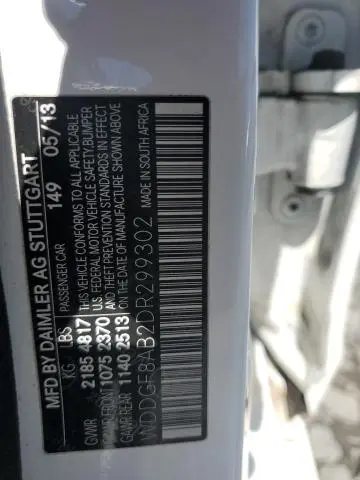 MFD BY DAIMLER AG STUTTGART
PASSENGER CAR 149 05/13
KG LBS
GVWR 2185 4817
GAWR FRONT 1075 2370
GAWR REAR 1140 2513
THIS VEHICLE CONFORMS TO ALL APPLICABLE
U.S. FEDERAL MOTOR VEHICLE SAFETY, BUMPER
AND THEFT PREVENTION STANDARDS IN EFFECT
ON THE DATE OF MANUFACTURE SHOWN ABOVE
WDDGF8AB2DR299302 MADE IN SOUTH AFRICA